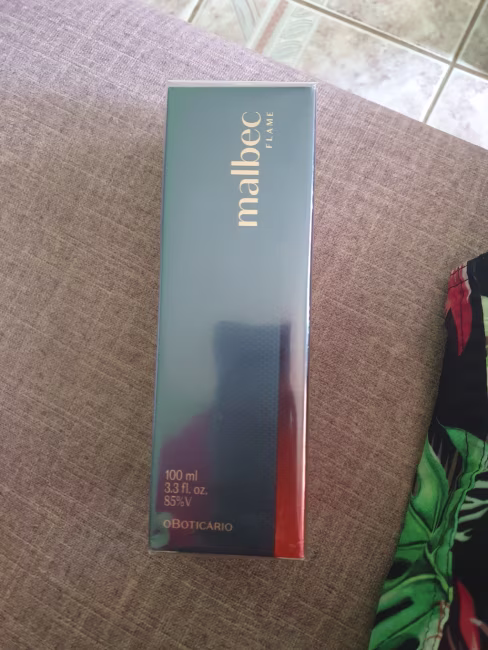 malbec
FLAME
100 ml
3.3 fl. oz.
85%V
oBOTICARIO